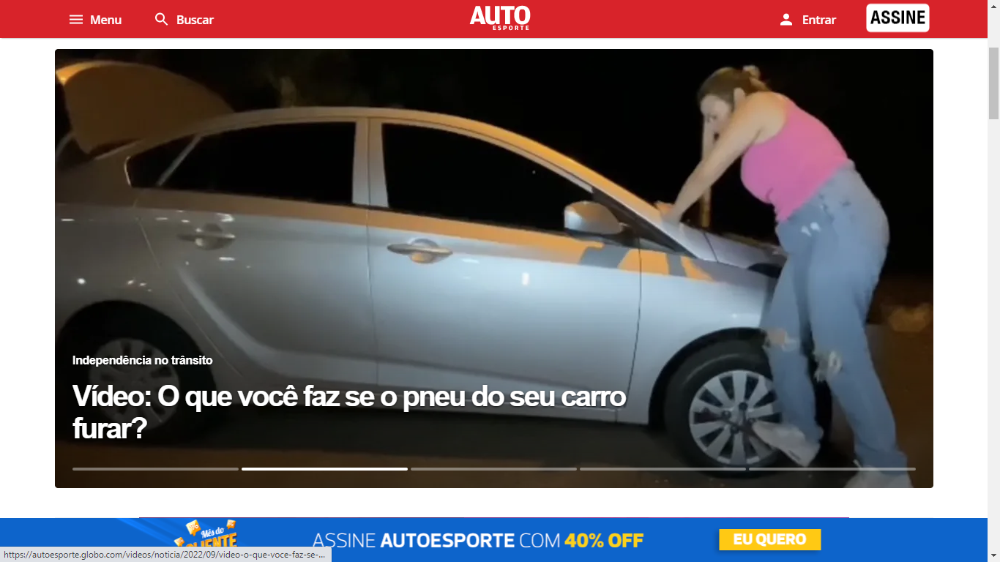 Menu
Buscar
AUTO
ESPORTE
Entrar
ASSINE
Independência no trânsito
Vídeo: O que você faz se o pneu do seu carro
furar?
Mês do
CLIENTE
ASSINE AUTOESPORTE COM 40% OFF
EU QUERO
https://autoesporte.globo.com/videos/noticia/2022/09/video-o-que-voce-faz-se-...